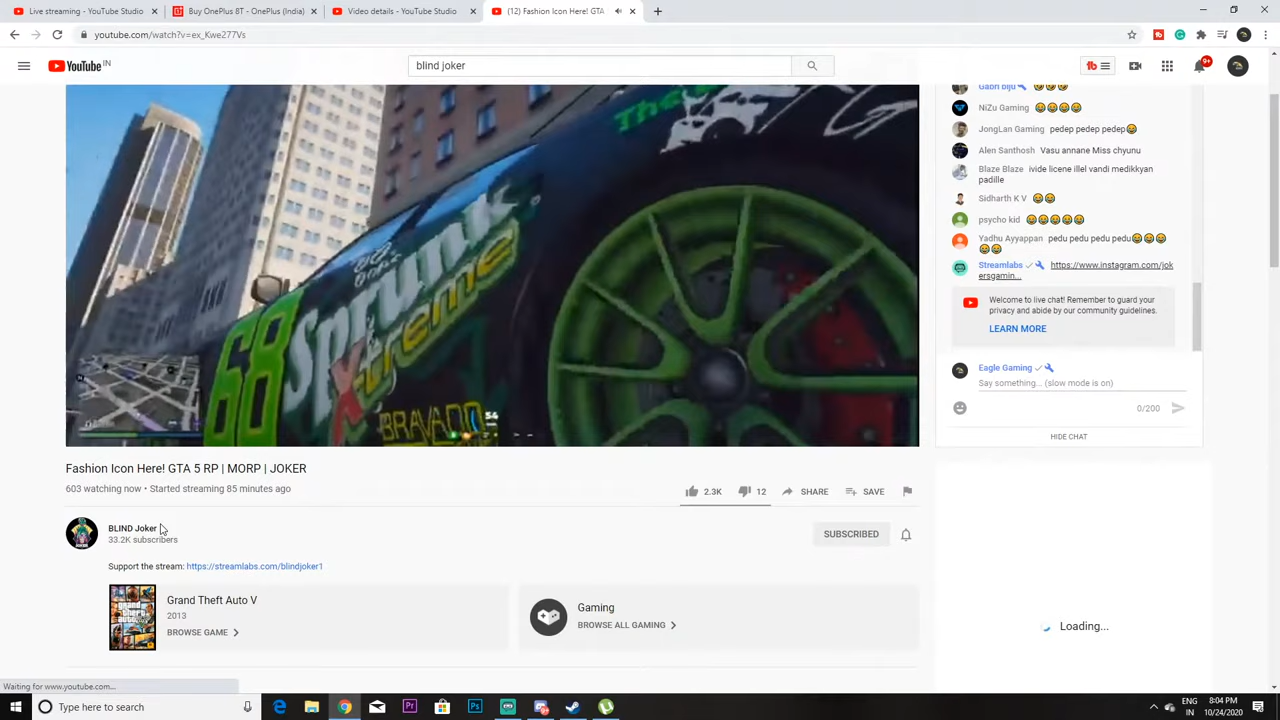 Live streaming - YouTube Studio
Buy OnePlus 8T - OnePlus (India)
Video details - YouTube Studio
(12) Fashion Icon Here! GTA
youtube.com/watch?v=ex_Kwe277Vs
YouTube IN
blind joker
9+
Gabri biju
NiZu Gaming
JongLan Gaming pedep pedep pedep
Alen Santhosh Vasu annane Miss chyunu
Blaze Blaze ivide licene illel vandi medikkyan
padille
Sidharth K V
psycho kid
Yadhu Ayyappan pedu pedu pedu pedu
Streamlabs https://www.instagram.com/jok
ersgamin...
Welcome to live chat! Remember to guard your
privacy and abide by our community guidelines.
LEARN MORE
Eagle Gaming
Say something... (slow mode is on)
0/200
HIDE CHAT
68
BRAVADO
54
N
Fashion Icon Here! GTA 5 RP | MORP | JOKER
603 watching now • Started streaming 85 minutes ago
2.3K
12
SHARE
SAVE
BLIND Joker
33.2K subscribers
SUBSCRIBED
Support the stream: https://streamlabs.com/blindjoker1
Grand Theft Auto V
2013
BROWSE GAME
Gaming
BROWSE ALL GAMING
Loading...
Waiting for www.youtube.com...
Type here to search
ENG
IN
8:04 PM
10/24/2020